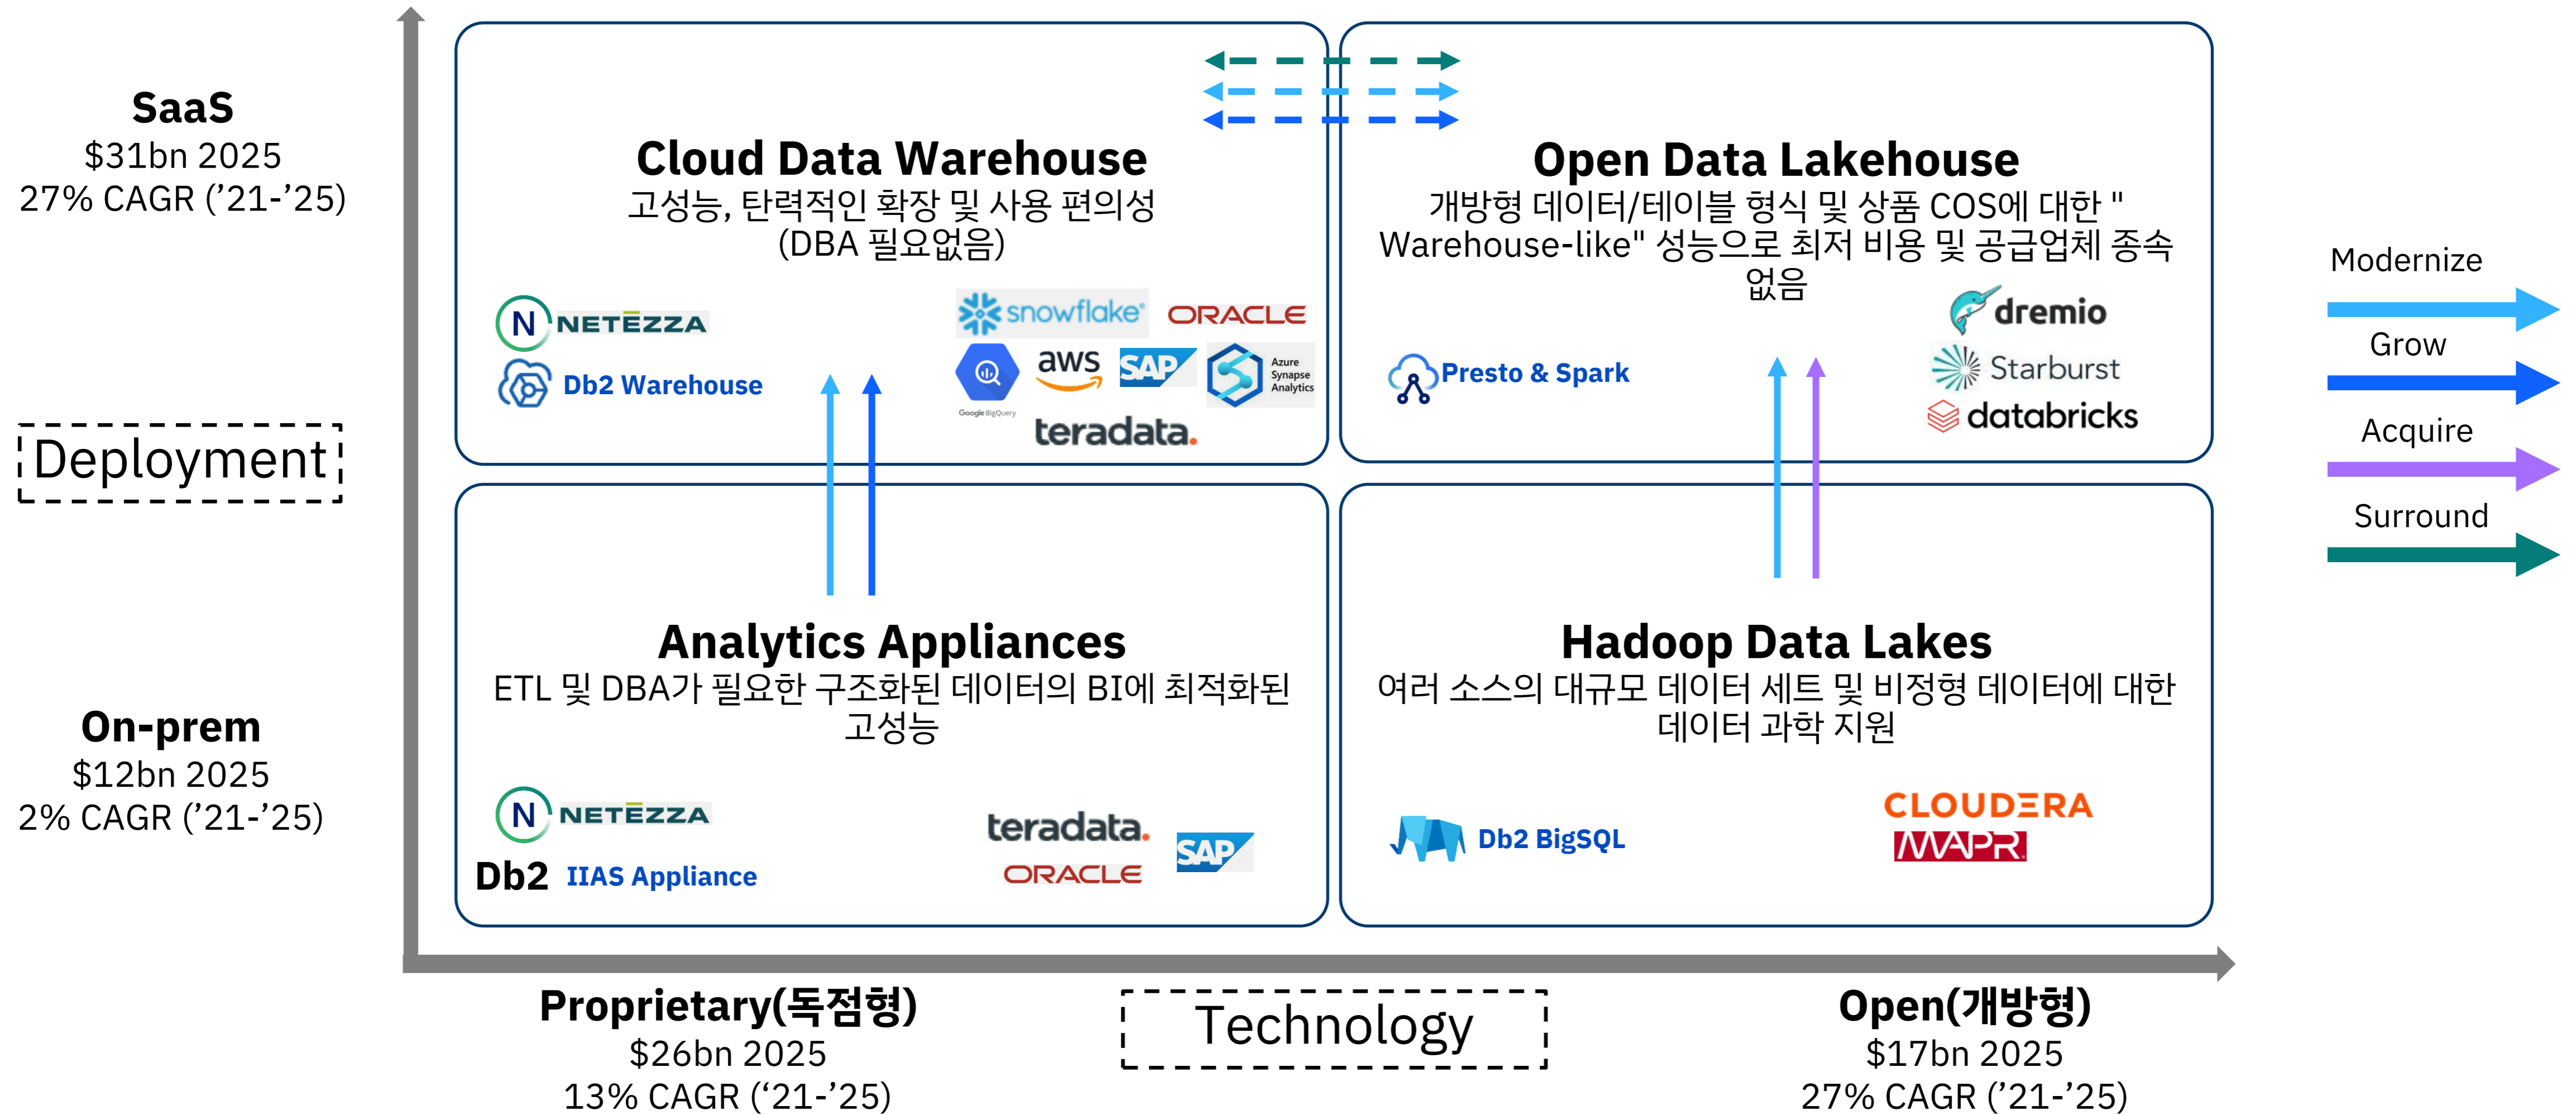 SaaS
$31bn 2025
27% CAGR (’21-’25)
Deployment
On-prem
$12bn 2025
2% CAGR (’21-’25)
Cloud Data Warehouse
고성능, 탄력적인 확장 및 사용 편의성
(DBA 필요없음)
N NETEZZA
Db2 Warehouse
snowflake
ORACLE
Google BigQuery
aws
SAP
Azure
Synapse
Analytics
teradata.
Open Data Lakehouse
개방형 데이터/테이블 형식 및 상품 COS에 대한 "
Warehouse-like" 성능으로 최저 비용 및 공급업체 종속
없음
Presto & Spark
dremio
Starburst
databricks
Analytics Appliances
ETL 및 DBA가 필요한 구조화된 데이터의 BI에 최적화된
고성능
N NETEZZA
Db2 IIAS Appliance
teradata.
ORACLE
SAP
Hadoop Data Lakes
여러 소스의 대규모 데이터 세트 및 비정형 데이터에 대한
데이터 과학 지원
Db2 BigSQL
CLOUDERA
MAPR
Modernize
Grow
Acquire
Surround
Proprietary(독점형)
$26bn 2025
13% CAGR (‘21-’25)
Technology
Open(개방형)
$17bn 2025
27% CAGR (’21-’25)